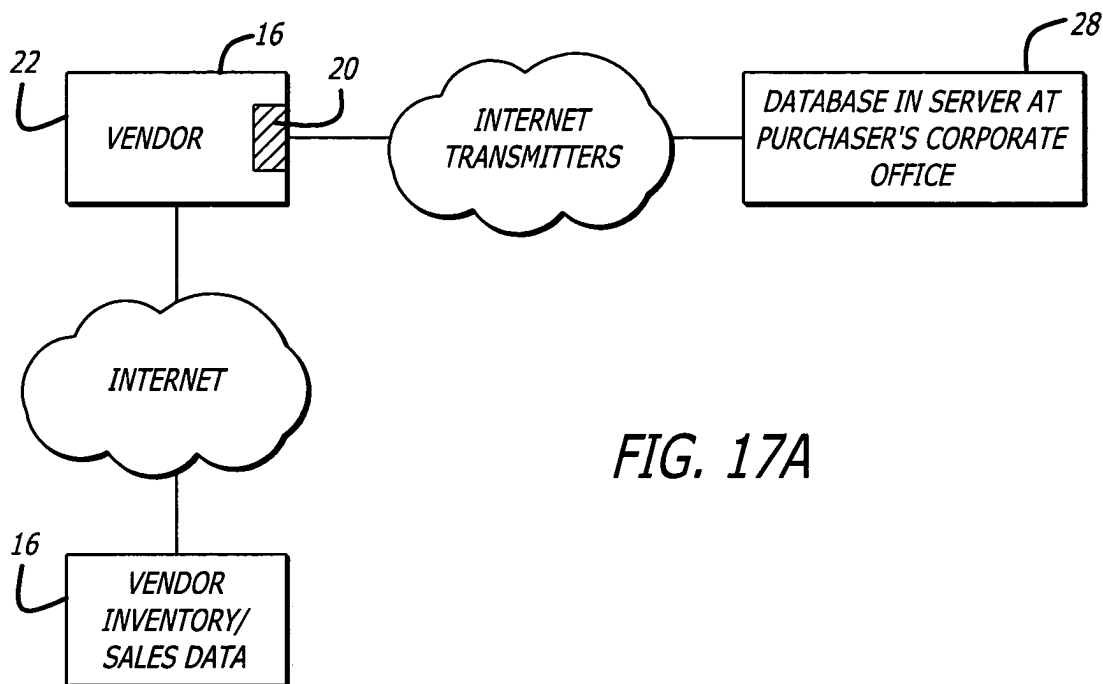 16
28
22
20
VENDOR
INTERNET
TRANSMITTERS
DATABASE IN SERVER AT
PURCHASER'S CORPORATE
OFFICE
INTERNET
FIG. 17A
16
VENDOR
INVENTORY/
SALES DATA